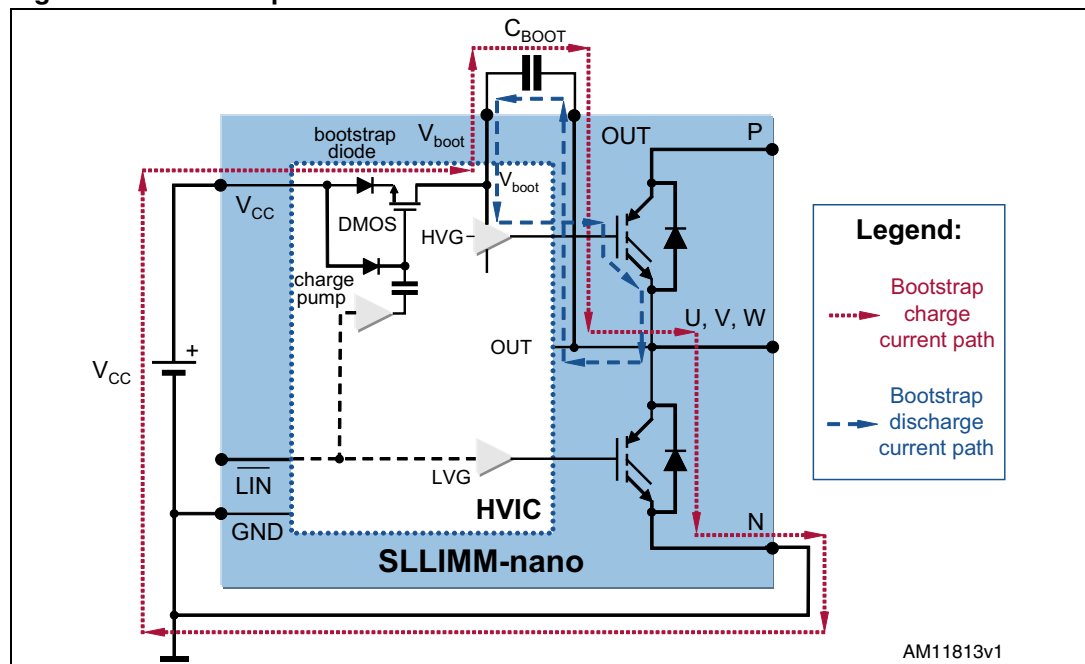 C_BOOT
V_boot
OUT
P
bootstrap
diode
V_boot
V_CC
DMOS
HVG
Legend:
charge
pump
Bootstrap
charge
current path
U, V, W
OUT
+
V_CC
Bootstrap
discharge
current path
LIN
LVG
HVIC
GND
N
SLLIMM-nano
AM11813v1